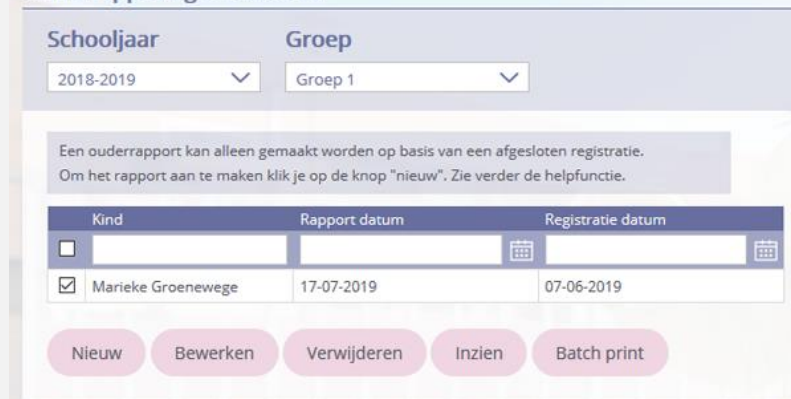 Schooljaar Groep
2018-2019 Groep 1
Een ouderrapport kan alleen gemaakt worden op basis van een afgesloten registratie.
Om het rapport aan te maken klik je op de knop "nieuw". Zie verder de helpfunctie.
Kind Rapport datum Registratie datum
Marieke Groenewege 17-07-2019 07-06-2019
Nieuw Bewerken Verwijderen Inzien Batch print